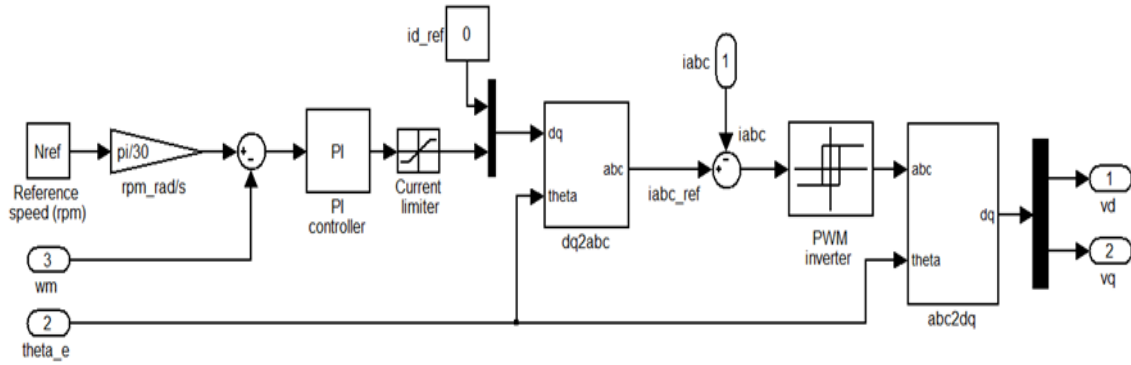 id_ref
0
iabc
1
Nref
pi/30
rpm_rad/s
Reference
speed (rpm)
+
-
PI
PI
controller
Current
limiter
dq
theta
abc
dq2abc
iabc_ref
iabc
+
-
PWM
inverter
abc
theta
dq
abc2dq
1
vd
2
vq
3
wm
2
theta_e